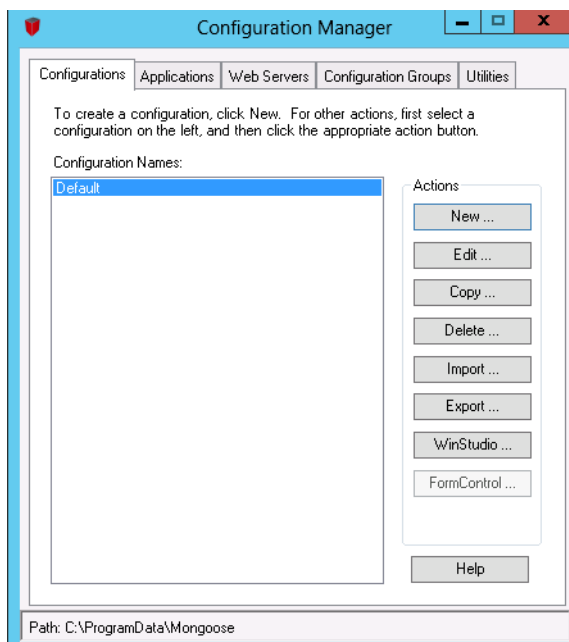 Configuration Manager
Configurations
Applications
Web Servers
Configuration Groups
Utilities
To create a configuration, click New.  For other actions, first select a
configuration on the left, and then click the appropriate action button.
Configuration Names:
Default
Actions
New ...
Edit ...
Copy ...
Delete ...
Import ...
Export ...
WinStudio ...
FormControl ...
Help
Path: C:\ProgramData\Mongoose